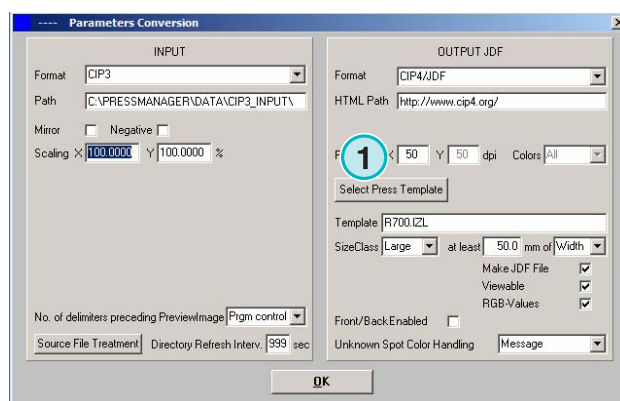 ---- Parameters Conversion
INPUT
Format CIP3
Path C:\PRESSMANAGER\DATA\CIP3_INPUT\
Mirror Negative
Scaling X 100.0000 Y 100.0000 %
No. of delimiters preceding PreviewImage Prgm control
Source File Treatment Directory Refresh Interv. 999 sec
OUTPUT JDF
Format CIP4/JDF
HTML Path http://www.cip4.org/
1 50 Y 50 dpi Colors All
Select Press Template
Template R700.IZL
SizeClass Large at least 50.0 mm of Width
Make JDF File
Viewable
RGB-Values
Front/Back Enabled
Unknown Spot Color Handling Message
OK